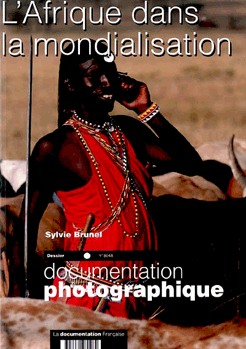 L'Afrique dans
la mondialisation
Sylvie Brunel
Dossier
documentation
photographique
La documentation Française